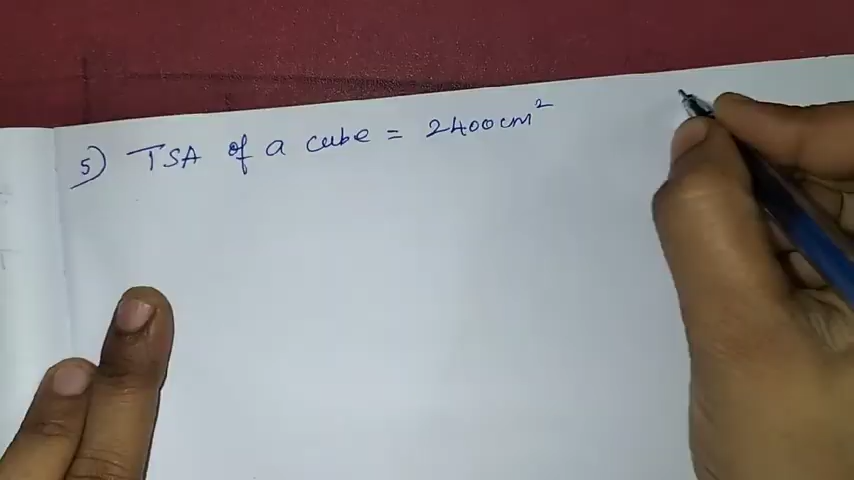 5) TSA of a cube = 2400cm²